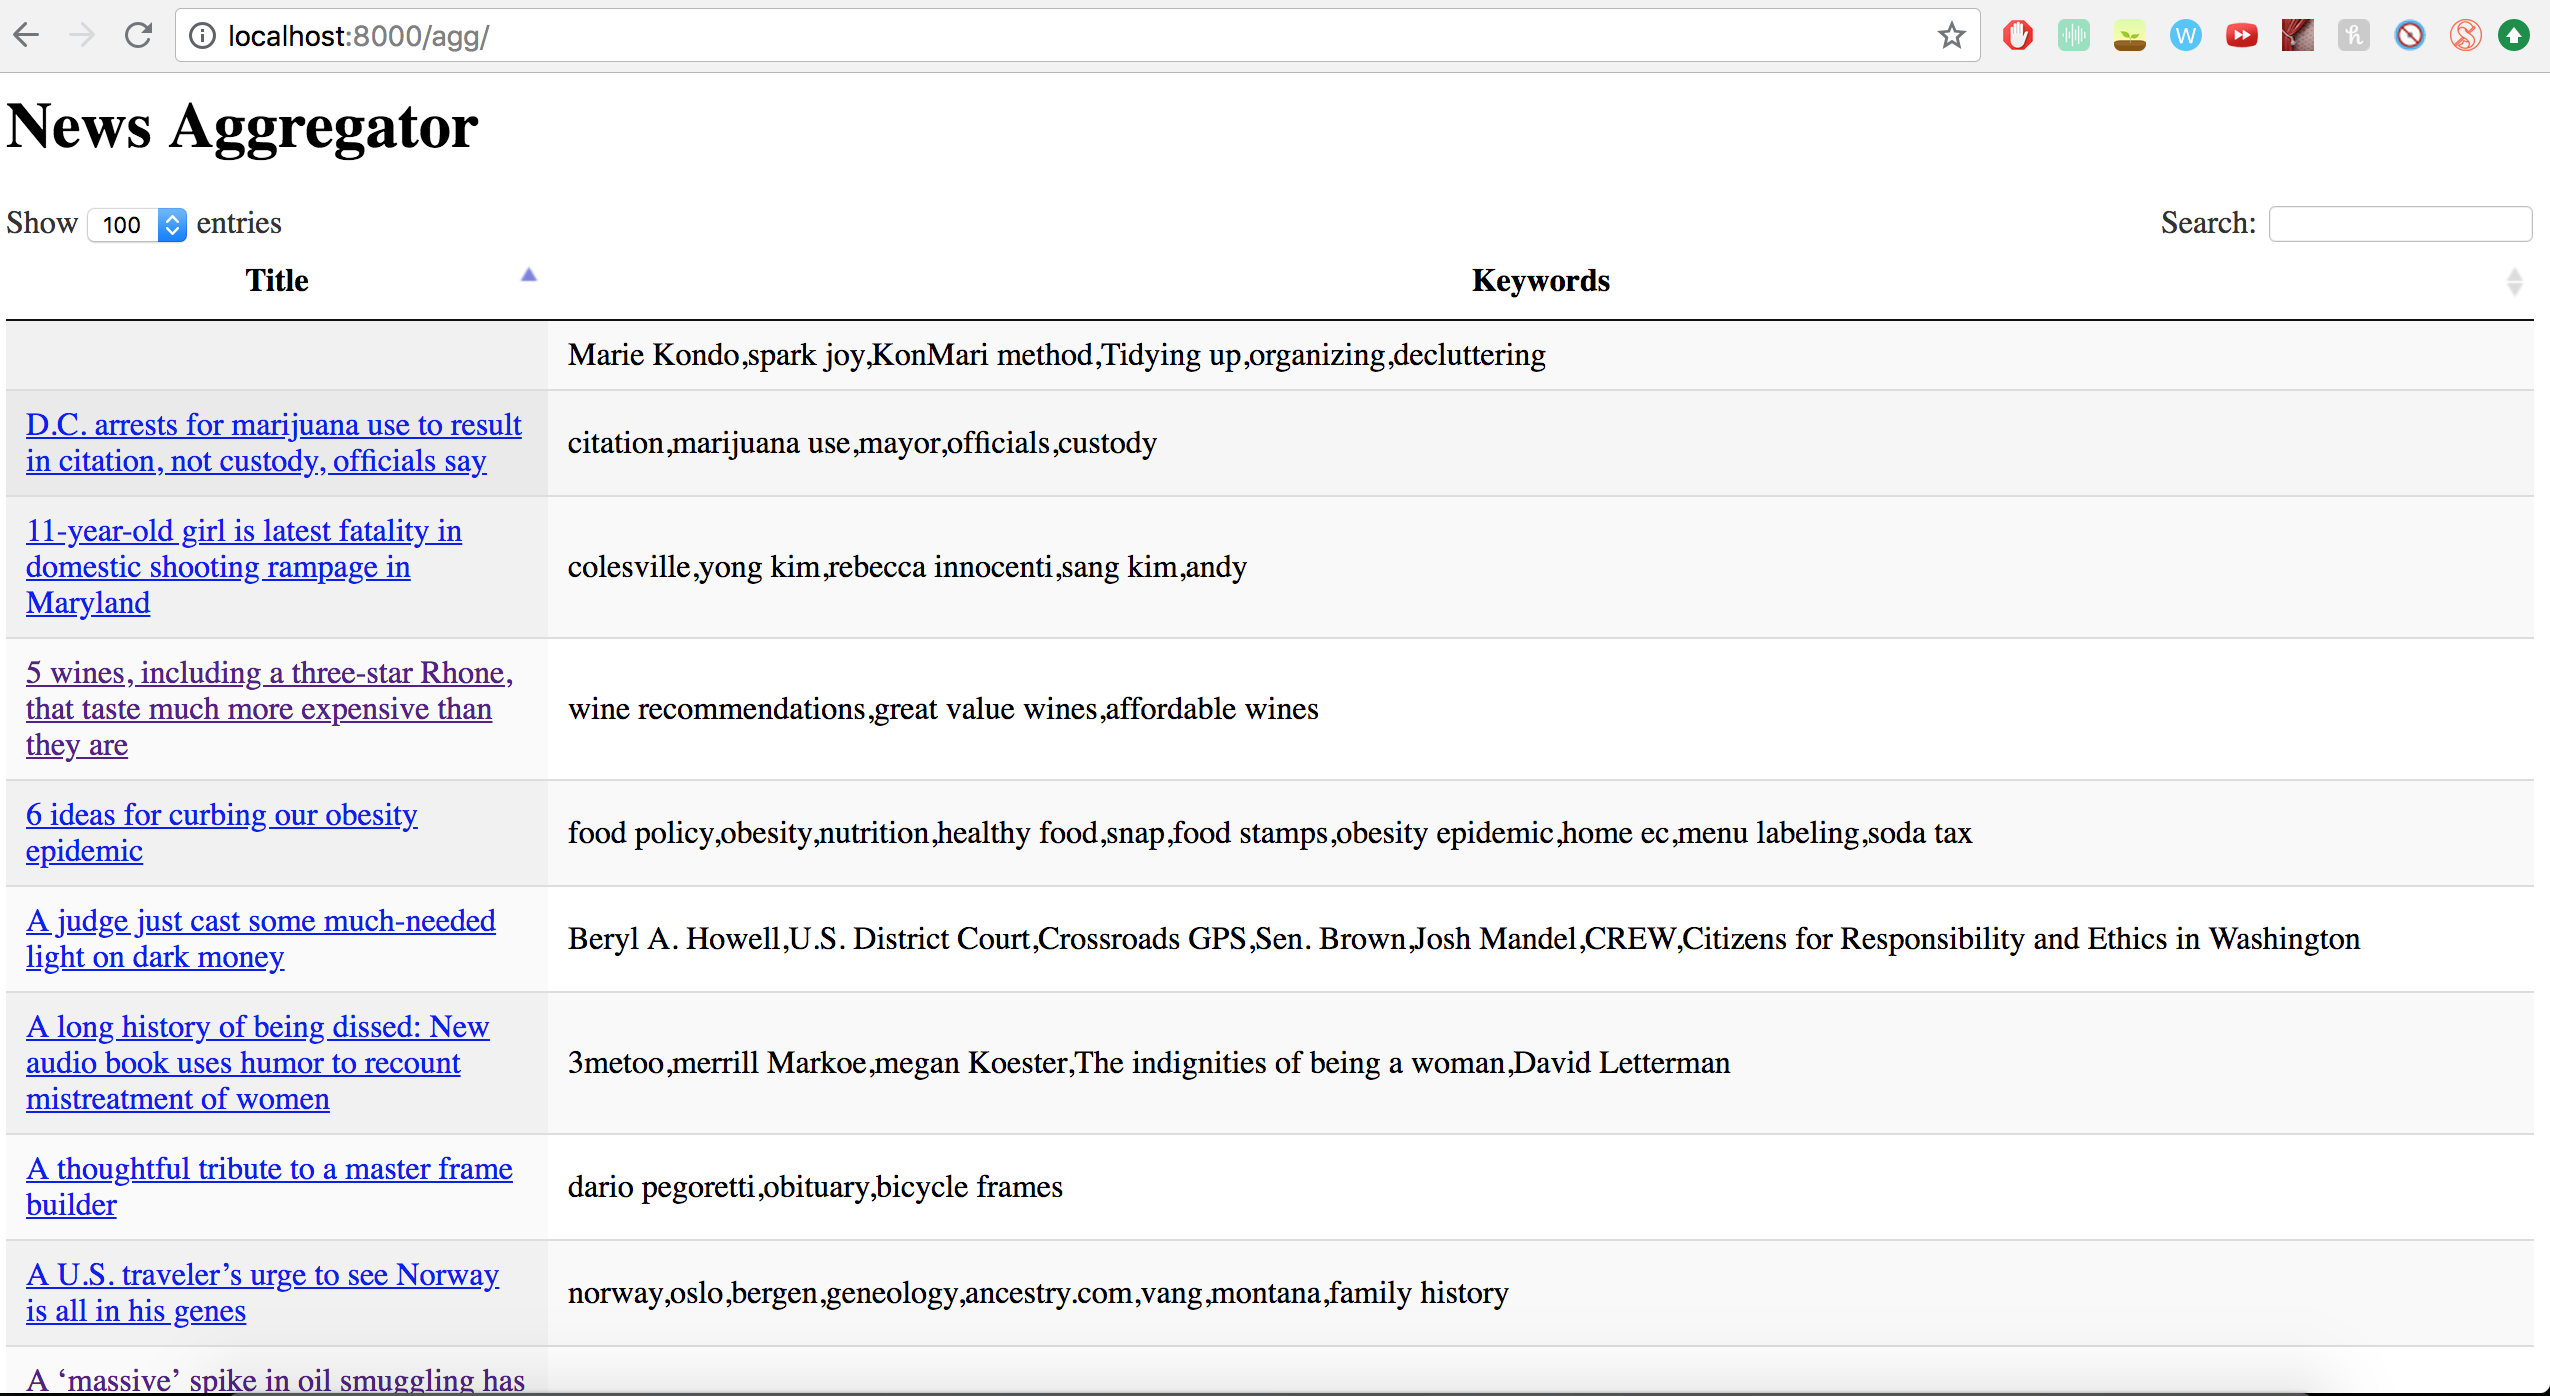 localhost:8000/agg/
W
h
News Aggregator
Show 100 entries
Search:
Title Keywords
Marie Kondo,spark joy,KonMari method,Tidying up,organizing,decluttering
D.C. arrests for marijuana use to result
in citation, not custody, officials say
citation,marijuana use,mayor,officials,custody
11-year-old girl is latest fatality in
domestic shooting rampage in
Maryland
colesville,yong kim,rebecca innocenti,sang kim,andy
5 wines, including a three-star Rhone,
that taste much more expensive than
they are
wine recommendations,great value wines,affordable wines
6 ideas for curbing our obesity
epidemic
food policy,obesity,nutrition,healthy food,snap,food stamps,obesity epidemic,home ec,menu labeling,soda tax
A judge just cast some much-needed
light on dark money
Beryl A. Howell,U.S. District Court,Crossroads GPS,Sen. Brown,Josh Mandel,CREW,Citizens for Responsibility and Ethics in Washington
A long history of being dissed: New
audio book uses humor to recount
mistreatment of women
3metoo,merrill Markoe,megan Koester,The indignities of being a woman,David Letterman
A thoughtful tribute to a master frame
builder
dario pegoretti,obituary,bicycle frames
A U.S. traveler’s urge to see Norway
is all in his genes
norway,oslo,bergen,geneology,ancestry.com,vang,montana,family history
A ‘massive’ spike in oil smuggling has